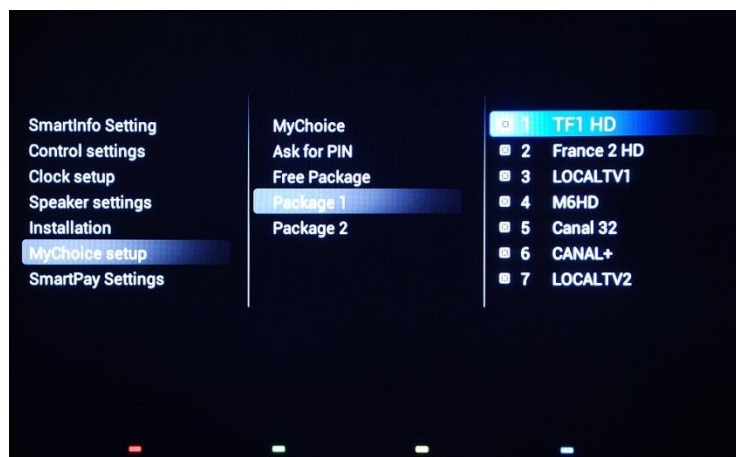 SmartInfo Setting
Control settings
Clock setup
Speaker settings
Installation
MyChoice setup
SmartPay Settings
MyChoice
Ask for PIN
Free Package
Package 1
Package 2
1 TF1 HD
2 France 2 HD
3 LOCALTV1
4 M6HD
5 Canal 32
6 CANAL+
7 LOCALTV2